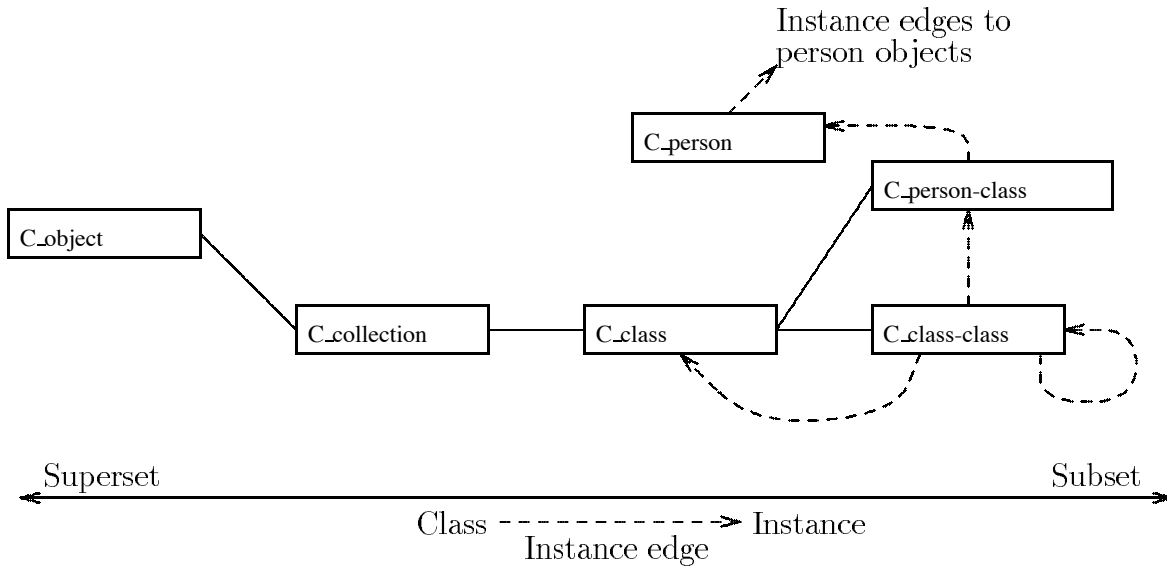 Instance edges to
person objects
C_person
C_person-class
C_object
C_collection
C_class
C_class-class
Superset
Subset
Class
Instance
Instance edge